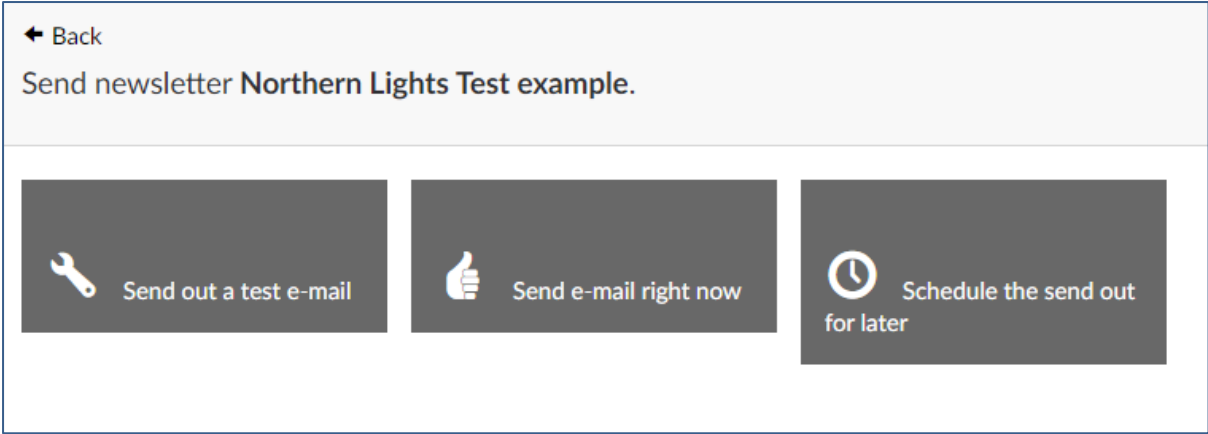 Back
Send newsletter Northern Lights Test example.
Send out a test e-mail
Send e-mail right now
Schedule the send out
for later